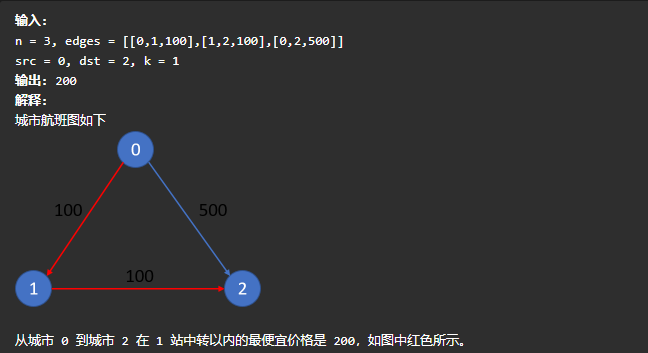 输入：
n = 3, edges = [[0,1,100],[1,2,100],[0,2,500]]
src = 0, dst = 2, k = 1
输出: 200
解释：
城市航班图如下
0
100
500
1
100
2
从城市 0 到城市 2 在 1 站中转以内的最便宜价格是 200，如图中红色所示。